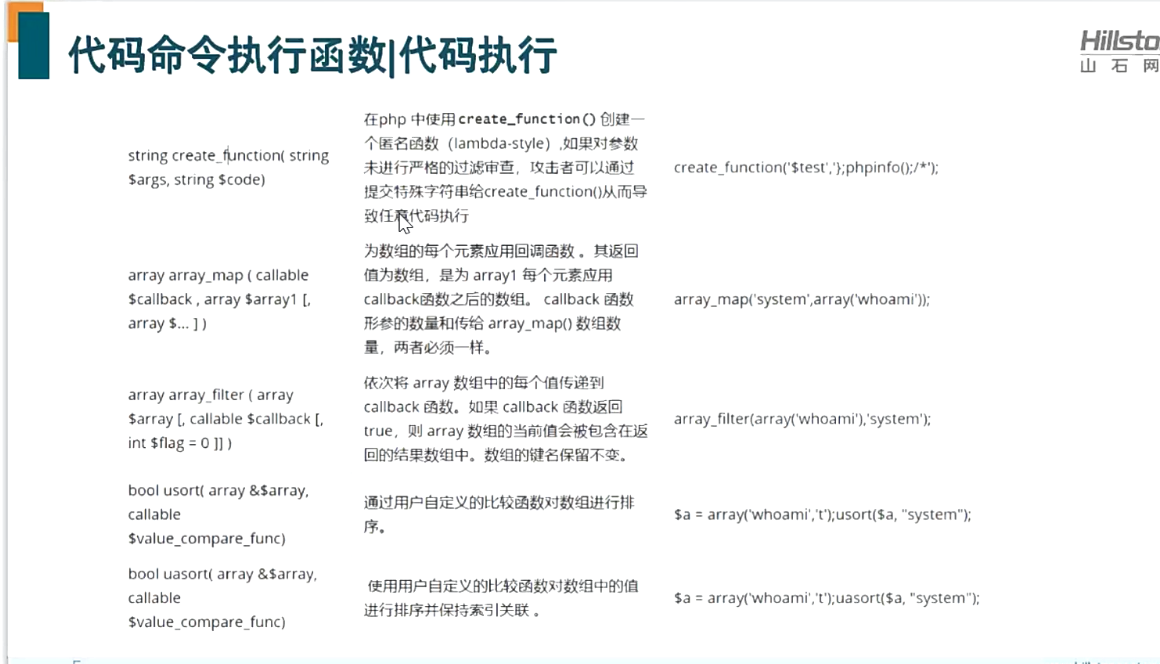 代码命令执行函数|代码执行
Hillsto
山 石 网
string create_function( string
$args, string $code)
在php 中使用create_function() 创建一
个匿名函数（lambda-style）,如果对参数
未进行严格的过滤审查，攻击者可以通过
提交特殊字符串给create_function()从而导
致任意代码执行
create_function('$test','};phpinfo();/*');
array array_map ( callable
$callback , array $array1 [,
array $... ] )
为数组的每个元素应用回调函数 。其返回
值为数组，是为 array1 每个元素应用
callback函数之后的数组。 callback 函数
形参的数量和传给 array_map() 数组数
量，两者必须一样。
array_map('system',array('whoami'));
array array_filter ( array
$array [, callable $callback [,
int $flag = 0 ]] )
依次将 array 数组中的每个值传递到
callback 函数。如果 callback 函数返回
true，则 array 数组的当前值会被包含在返
回的结果数组中。数组的键名保留不变。
array_filter(array('whoami'),'system');
bool usort( array &$array,
callable
$value_compare_func)
通过用户自定义的比较函数对数组进行排
序。
$a = array('whoami','t');usort($a, "system");
bool uasort( array &$array,
callable
$value_compare_func)
使用用户自定义的比较函数对数组中的值
进行排序并保持索引关联 。
$a = array('whoami','t');uasort($a, "system");